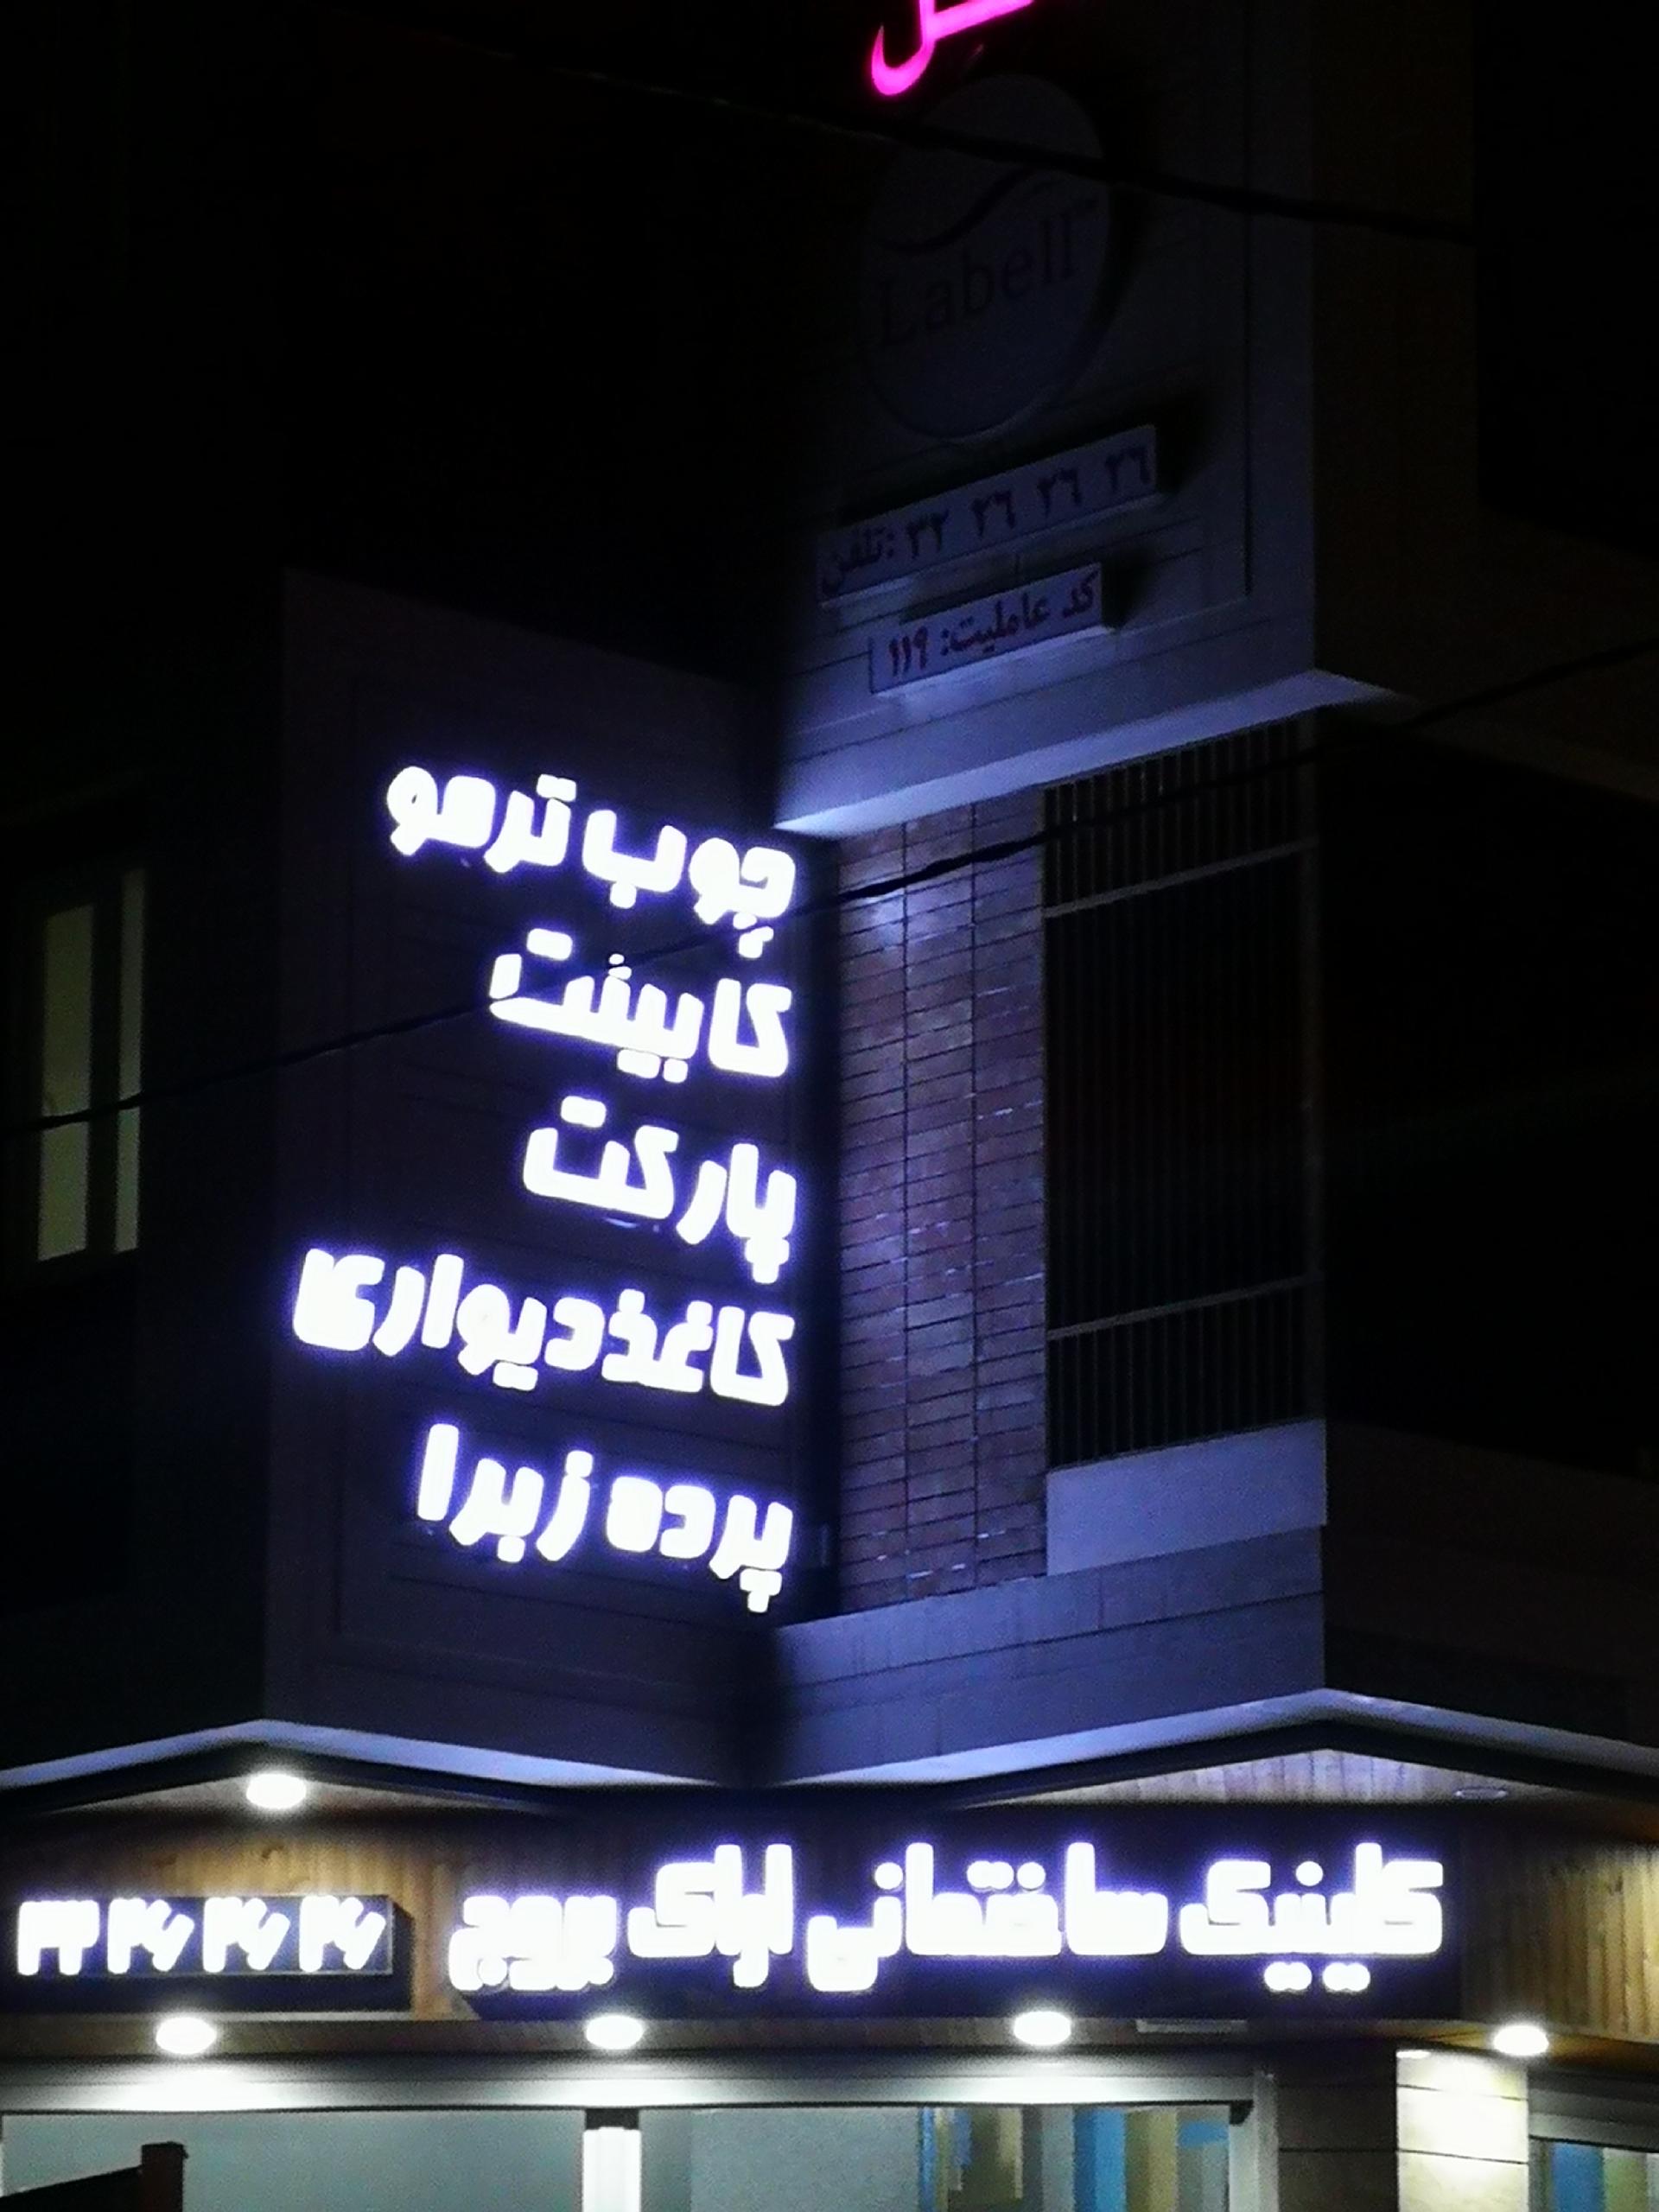 Labell
تلفن: ۳۲ ۲۶ ۲۶ ۲۶
کد عاملیت: ۱۱۹
چوب ترمو
کابینت
پارکت
کاغذدیواری
پرده زبرا
کلینیک ساختمانی اراک بروج
۳۲ ۲۶ ۲۶ ۲۶